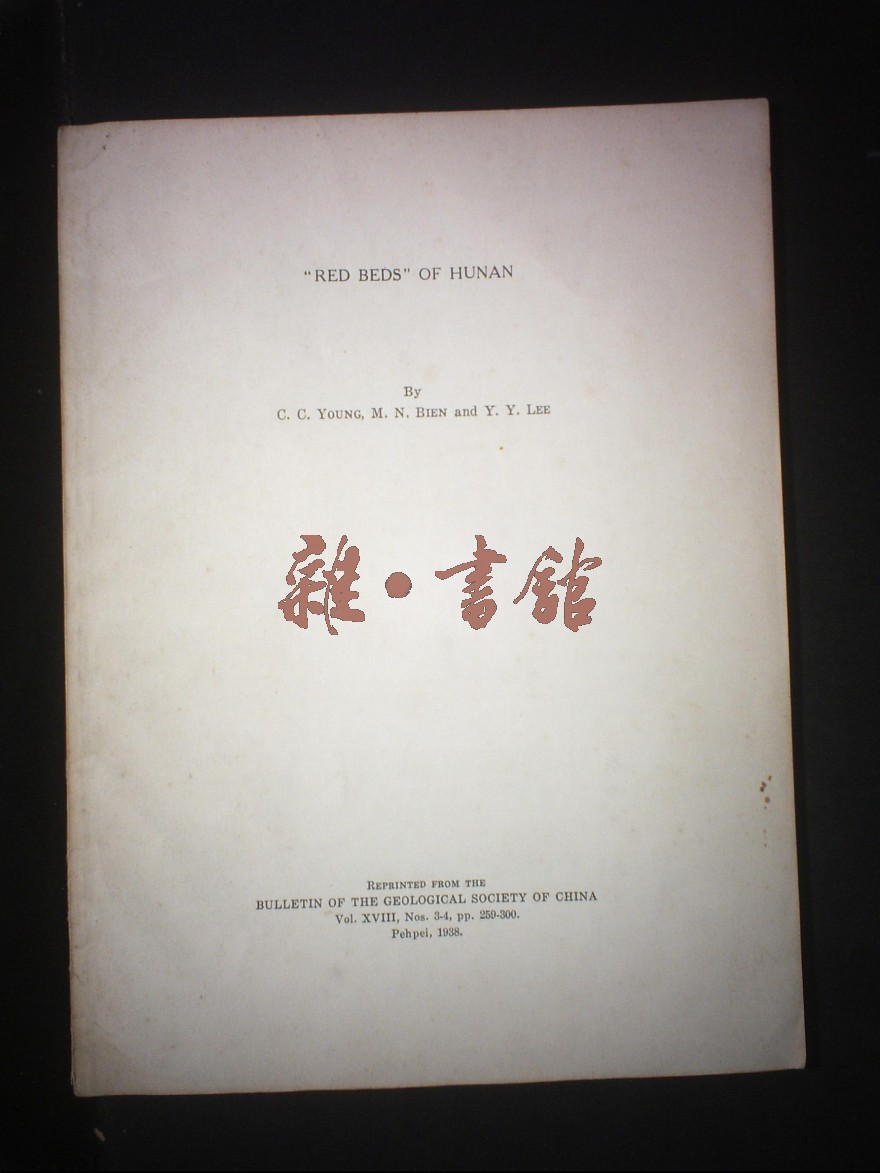 "RED BEDS" OF HUNAN
By
C. C. YOUNG, M. N. BIEN and Y. Y. LEE
雜·書館
REPRINTED FROM THE
BULLETIN OF THE GEOLOGICAL SOCIETY OF CHINA
Vol. XVIII, Nos. 3-4, pp. 259-300.
Pehpei, 1938.